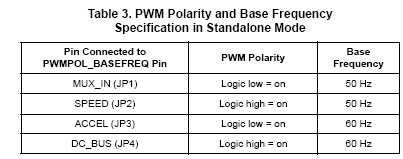 Table 3. PWM Polarity and Base Frequency
Specification in Standalone Mode
Pin Connected to
PWMPOL_BASEFREQ Pin
PWM Polarity
Base
Frequency
MUX_IN (JP1) Logic low = on 50 Hz
SPEED (JP2) Logic high = on 50 Hz
ACCEL (JP3) Logic low = on 60 Hz
DC_BUS (JP4) Logic high = on 60 Hz